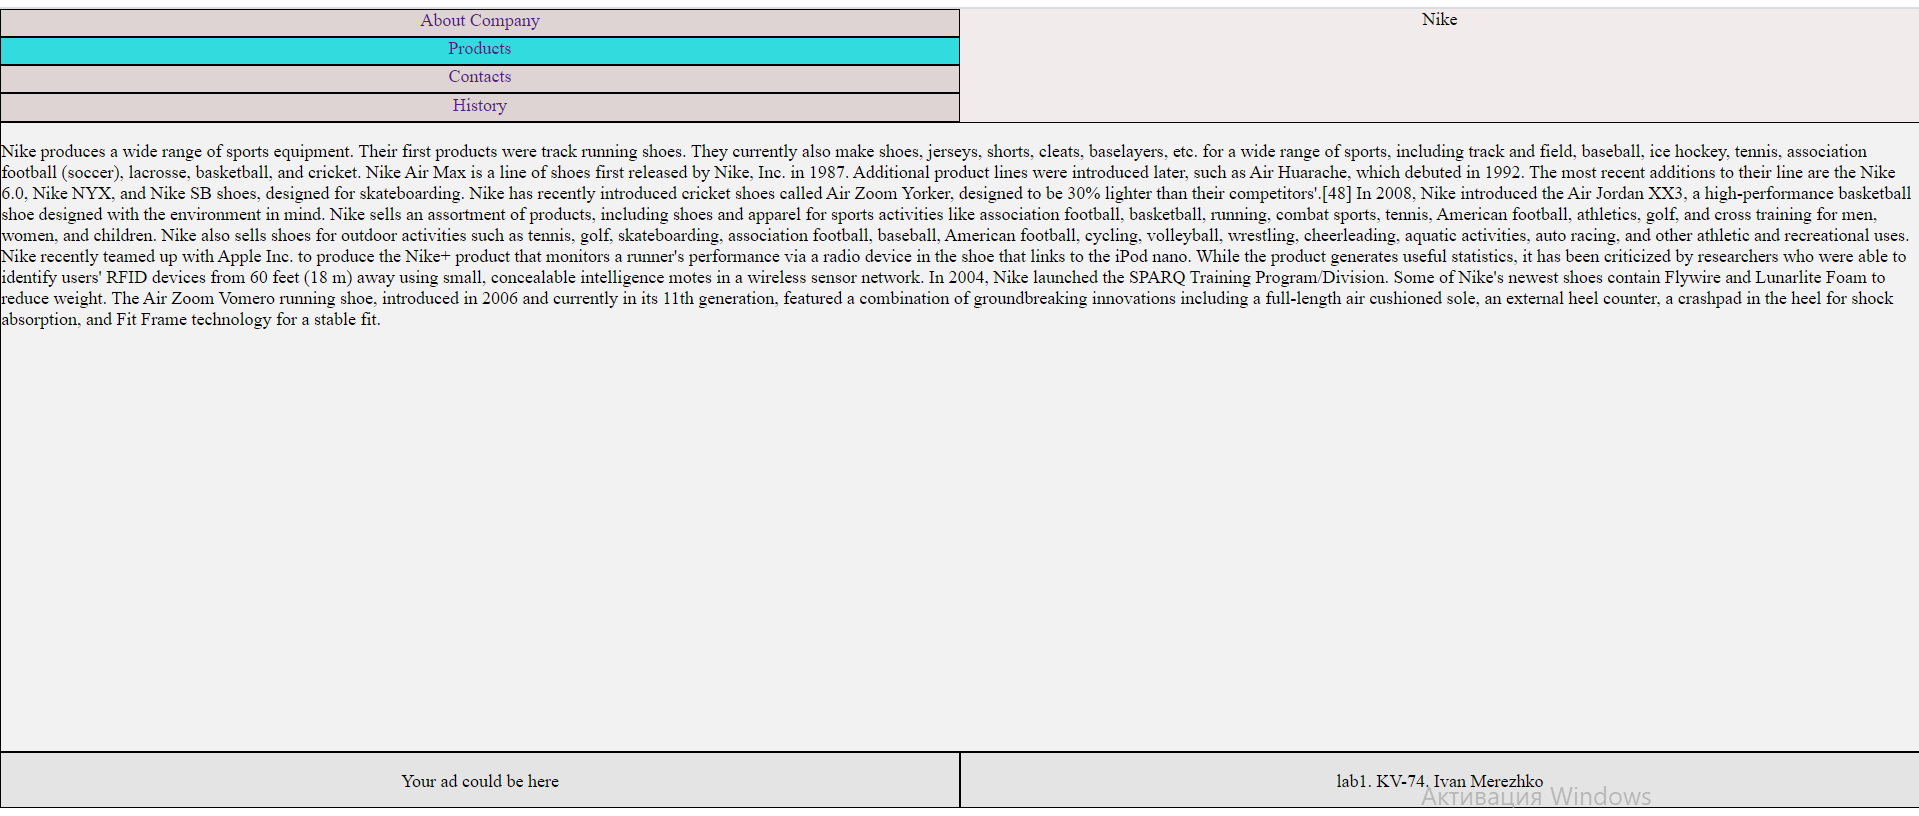 About Company
Nike
Products
Contacts
History
Nike produces a wide range of sports equipment. Their first products were track running shoes. They currently also make shoes, jerseys, shorts, cleats, baselayers, etc. for a wide range of sports, including track and field, baseball, ice hockey, tennis, association
football (soccer), lacrosse, basketball, and cricket. Nike Air Max is a line of shoes first released by Nike, Inc. in 1987. Additional product lines were introduced later, such as Air Huarache, which debuted in 1992. The most recent additions to their line are the Nike
6.0, Nike NYX, and Nike SB shoes, designed for skateboarding. Nike has recently introduced cricket shoes called Air Zoom Yorker, designed to be 30% lighter than their competitors'.[48] In 2008, Nike introduced the Air Jordan XX3, a high-performance basketball
shoe designed with the environment in mind. Nike sells an assortment of products, including shoes and apparel for sports activities like association football, basketball, running, combat sports, tennis, American football, athletics, golf, and cross training for men,
women, and children. Nike also sells shoes for outdoor activities such as tennis, golf, skateboarding, association football, baseball, American football, cycling, volleyball, wrestling, cheerleading, aquatic activities, auto racing, and other athletic and recreational uses.
Nike recently teamed up with Apple Inc. to produce the Nike+ product that monitors a runner's performance via a radio device in the shoe that links to the iPod nano. While the product generates useful statistics, it has been criticized by researchers who were able to
identify users' RFID devices from 60 feet (18 m) away using small, concealable intelligence motes in a wireless sensor network. In 2004, Nike launched the SPARQ Training Program/Division. Some of Nike's newest shoes contain Flywire and Lunarlite Foam to
reduce weight. The Air Zoom Vomero running shoe, introduced in 2006 and currently in its 11th generation, featured a combination of groundbreaking innovations including a full-length air cushioned sole, an external heel counter, a crashpad in the heel for shock
absorption, and Fit Frame technology for a stable fit.
Your ad could be here
lab1. KV-74, Ivan Merezhko
Активация Windows